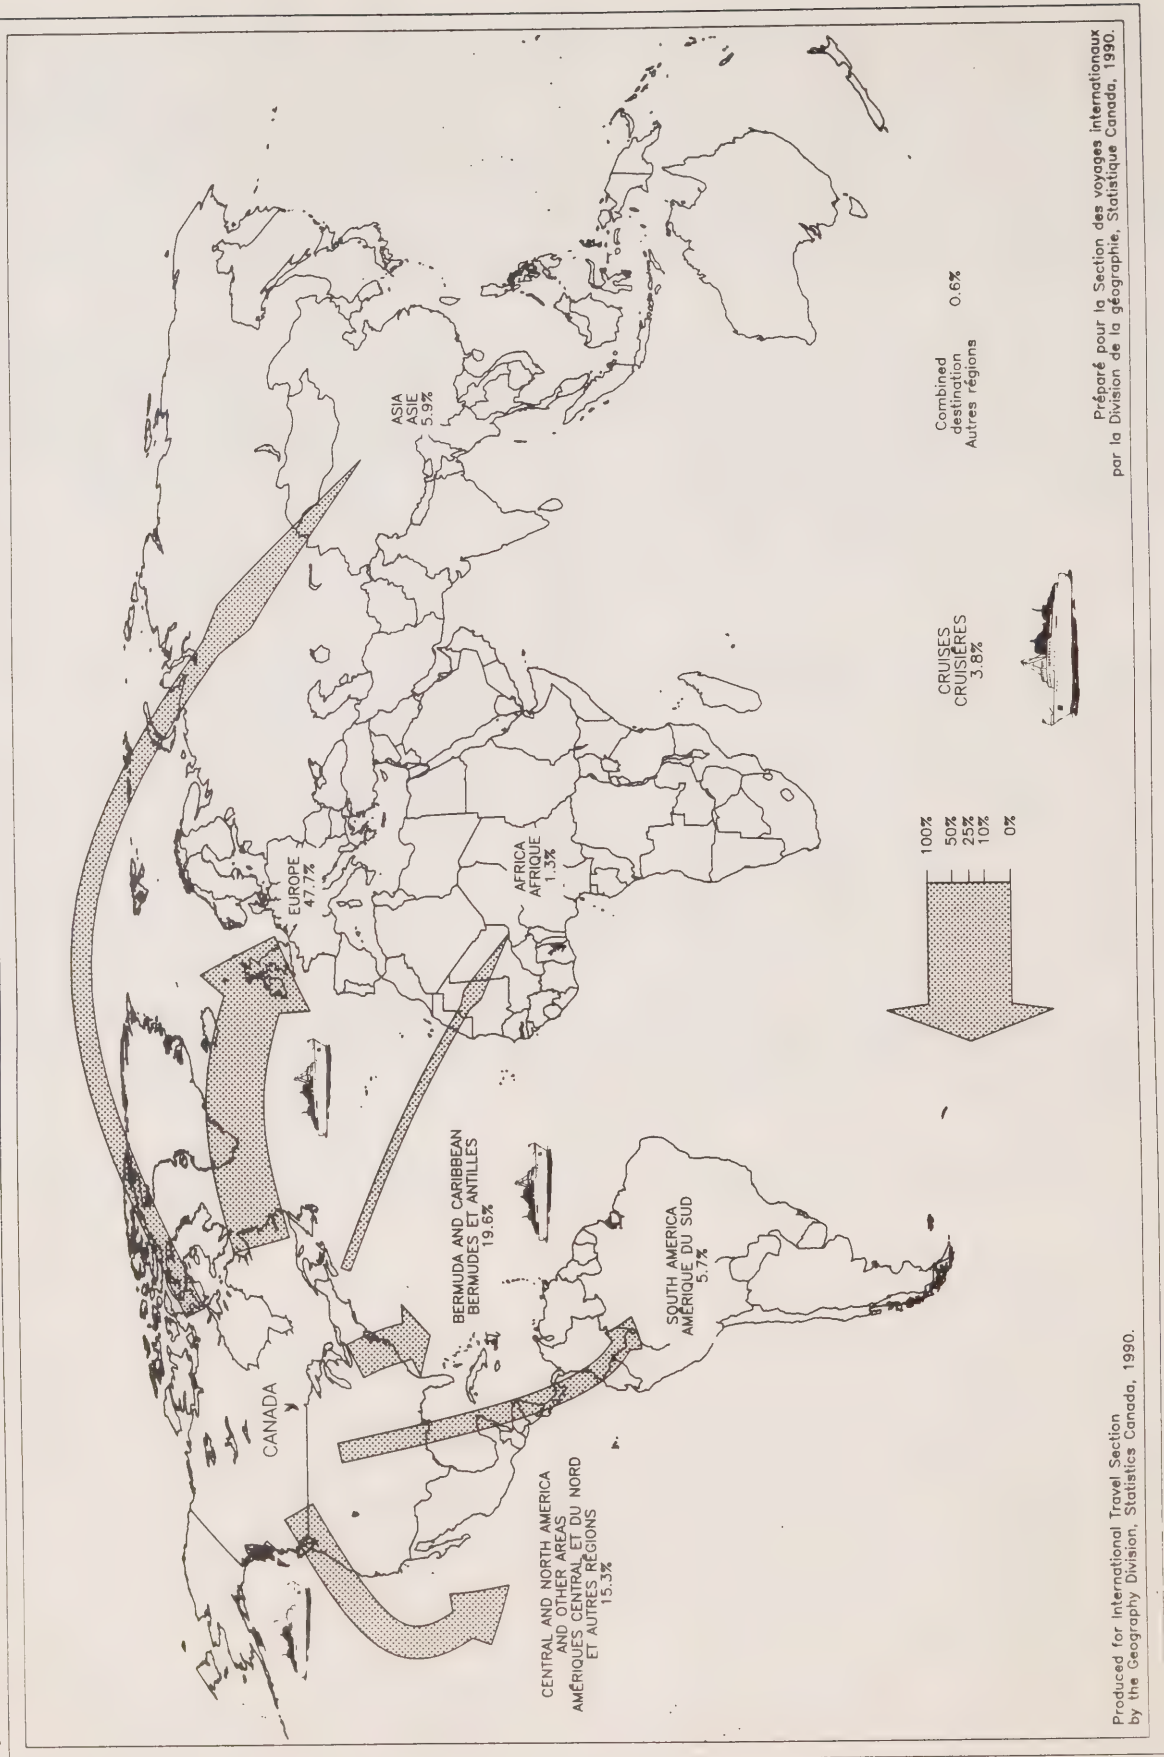 CANADA
EUROPE
47.7%
ASIA
ASIE
5.9%
AFRICA
AFRIQUE
1.3%
BERMUDA AND CARIBBEAN
BERMUDES ET ANTILLES
19.6%
CENTRAL AND NORTH AMERICA
AND OTHER AREAS
AMÉRIQUES CENTRAL ET DU NORD
ET AUTRES RÉGIONS
15.3%
SOUTH AMERICA
AMÉRIQUE DU SUD
5.7%
100%
50%
25%
10%
0%
CRUISES
CRUISIÈRES
3.8%
Combined
destination 0.6%
Autres régions
Produced for International Travel Section
by the Geography Division, Statistics Canada, 1990.
Préparé pour la Section des voyages internationaux
par la Division de la géographie, Statistique Canada, 1990.